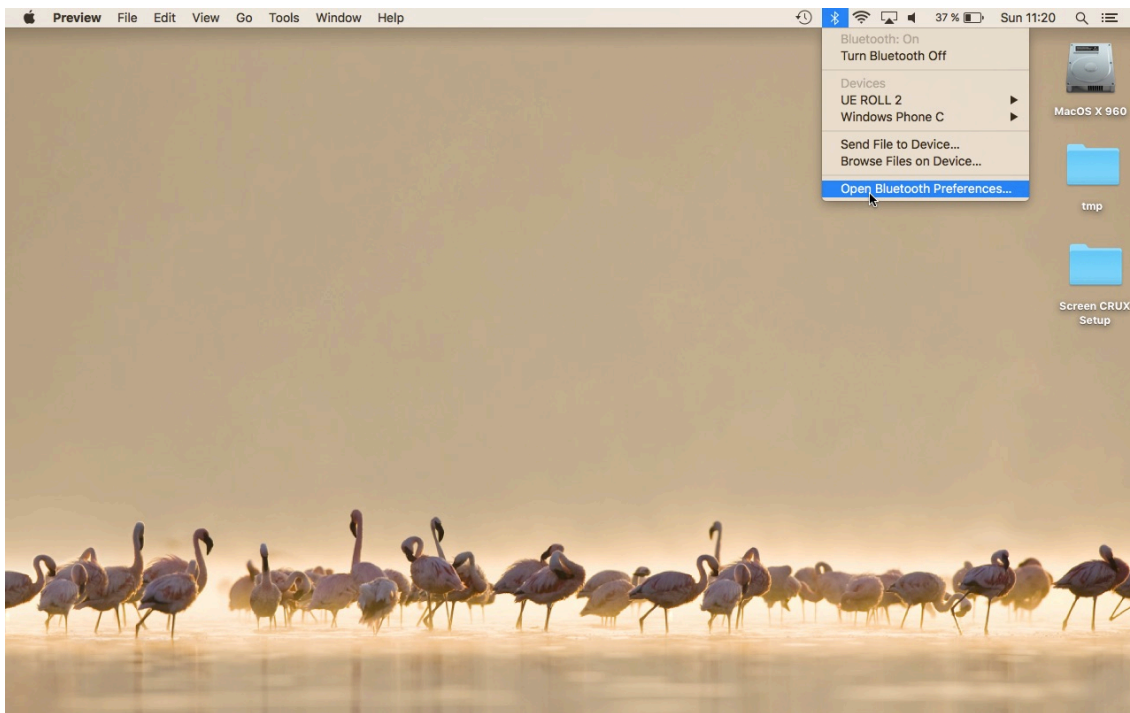 Preview File Edit View Go Tools Window Help 37 % Sun 11:20
Bluetooth: On
Turn Bluetooth Off
Devices
UE ROLL 2
Windows Phone C
Send File to Device...
Browse Files on Device...
Open Bluetooth Preferences...
MacOS X 960
tmp
Screen CRUX
Setup